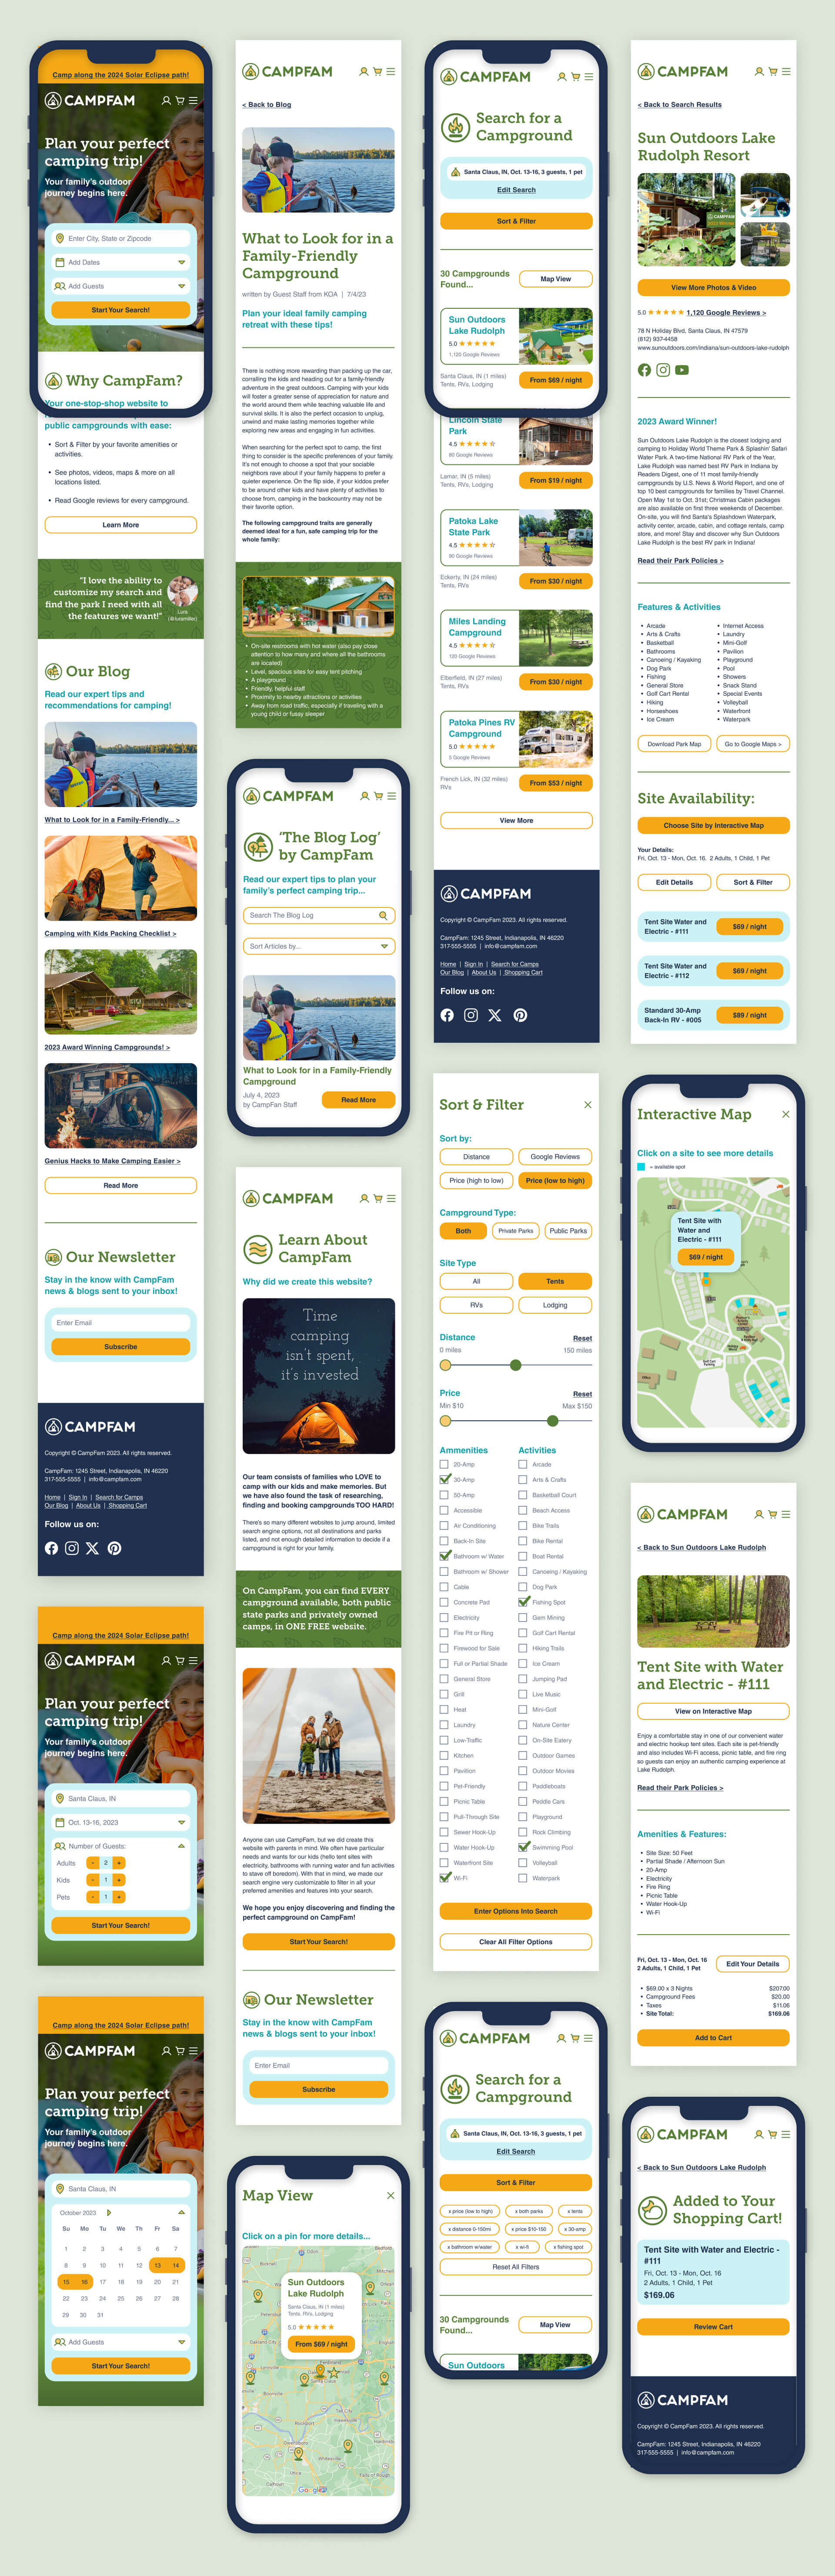 Camp along the 2024 Solar Eclipse path!
CAMPFAM
Plan your perfect
camping trip!
Your family's outdoor
journey begins here.
Enter City, State or Zipcode
Add Dates
Add Guests
Start Your Search!
Why CampFam?
Your one-stop-shop website to
public campgrounds with ease:
• Sort & Filter by your favorite amenities or
activities.
• See photos, videos, maps & more on all
locations listed.
• Read Google reviews for every campground.
Learn More
"I love the ability to
customize my search and
find the park I need with all
the features we want!"
Lura
(@luramiller)
Our Blog
Read our expert tips and
recommendations for camping!
What to Look for in a Family-Friendly... >
Camping with Kids Packing Checklist >
2023 Award Winning Campgrounds! >
Genius Hacks to Make Camping Easier >
Read More
Our Newsletter
Stay in the know with CampFam
news & blogs sent to your inbox!
Enter Email
Subscribe
CAMPFAM
Copyright © CampFam 2023. All rights reserved.
CampFam: 1245 Street, Indianapolis, IN 46220
317-555-5555 | info@campfam.com
Home | Sign In | Search for Camps
Our Blog | About Us | Shopping Cart
Follow us on:
Camp along the 2024 Solar Eclipse path!
CAMPFAM
Plan your perfect
camping trip!
Your family's outdoor
journey begins here.
Santa Claus, IN
Oct. 13-16, 2023
Number of Guests:
Adults - 2 +
Kids - 1 +
Pets - 1 +
Start Your Search!
Camp along the 2024 Solar Eclipse path!
CAMPFAM
Plan your perfect
camping trip!
Your family's outdoor
journey begins here.
Santa Claus, IN
October 2023
Su Mo Tu We Th Fr Sa
1 2 3 4 5 6 7
8 9 10 11 12 13 14
15 16 17 18 19 20 21
22 23 24 25 26 27 28
29 30 31
Add Guests
Start Your Search!
CAMPFAM
< Back to Blog
What to Look for in a
Family-Friendly
Campground
written by Guest Staff from KOA | 7/4/23
Plan your ideal family camping
retreat with these tips!
There is nothing more rewarding than packing up the car,
corralling the kids and heading out for a family-friendly
adventure in the great outdoors. Camping with your kids
will foster a greater sense of appreciation for nature and
the world around them while teaching valuable life and
survival skills. It is also the perfect occasion to unplug,
unwind and make lasting memories together while
exploring new areas and engaging in fun activities.
When searching for the perfect spot to camp, the first
thing to consider is the specific preferences of your family.
It's not enough to choose a spot that your sociable
neighbors rave about if your family happens to prefer a
quieter experience. On the flip side, if your kiddos prefer
to be around other kids and have plenty of activities to
choose from, camping in the backcountry may not be
their favorite option.
The following campground traits are generally
deemed ideal for a fun, safe camping trip for the
whole family:
• On-site restrooms with hot water (also pay close
attention to how many and where all the bathrooms
are located)
• Level, spacious sites for easy tent pitching
• A playground
• Friendly, helpful staff
• Proximity to nearby attractions or activities
• Away from road traffic, especially if traveling with a
young child or fussy sleeper
CAMPFAM
'The Blog Log'
by CampFam
Read our expert tips to plan your
family's perfect camping trip...
Search The Blog Log
Sort Articles by...
What to Look for in a Family-Friendly
Campground
July 4, 2023
by CampFan Staff
Read More
CAMPFAM
Learn About
CampFam
Why did we create this website?
Time
camping
isn't spent,
it's invested
Our team consists of families who LOVE to
camp with our kids and make memories. But
we have also found the task of researching,
finding and booking campgrounds TOO HARD!
There's so many different websites to jump around, limited
search engine options, not all destinations and parks
listed, and not enough detailed information to decide if a
campground is right for your family.
On CampFam, you can find EVERY
campground available, both public
state parks and privately owned
camps, in ONE FREE website.
Anyone can use CampFam, but we did create this
website with parents in mind. We often have particular
needs and wants for our kids (hello tent sites with
electricity, bathrooms with running water and fun activities
to stave off boredom). With that in mind, we made our
search engine very customizable to filter in all your
preferred amenities and features into your search.
We hope you enjoy discovering and finding the
perfect campground on CampFam!
Start Your Search!
Our Newsletter
Stay in the know with CampFam
news & blogs sent to your inbox!
Enter Email
Subscribe
Map View
Click on a pin for more details...
Sun Outdoors
Lake Rudolph
Santa Claus, IN (1 miles)
Tents, RVs, Lodging
5.0
From $69 / night
Google
CAMPFAM
Search for a
Campground
Santa Claus, IN, Oct. 13-16, 3 guests, 1 pet
Edit Search
Sort & Filter
30 Campgrounds
Found...
Map View
Sun Outdoors
Lake Rudolph
5.0
1,120 Google Reviews
Santa Claus, IN (1 miles)
Tents, RVs, Lodging
From $69 / night
Lincoln State
Park
4.5
80 Google Reviews
Lamar, IN (5 miles)
Tents, RVs, Lodging
From $19 / night
Patoka Lake
State Park
4.5
90 Google Reviews
Eckerty, IN (24 miles)
Tents, RVs
From $30 / night
Miles Landing
Campground
4.5
120 Google Reviews
Elberfield, IN (27 miles)
Tents, RVs
From $30 / night
Patoka Pines RV
Campground
5.0
5 Google Reviews
French Lick, IN (32 miles)
RVs
From $53 / night
View More
CAMPFAM
Copyright © CampFam 2023. All rights reserved.
CampFam: 1245 Street, Indianapolis, IN 46220
317-555-5555 | info@campfam.com
Home | Sign In | Search for Camps
Our Blog | About Us | Shopping Cart
Follow us on:
Sort & Filter
Sort by:
Distance
Google Reviews
Price (high to low)
Price (low to high)
Campground Type:
Both
Private Parks
Public Parks
Site Type
All
Tents
RVs
Lodging
Distance
Reset
0 miles
150 miles
Price
Reset
Min $10
Max $150
Ammenities
20-Amp
30-Amp
50-Amp
Accessible
Air Conditioning
Back-In Site
Bathroom w/ Water
Bathroom w/ Shower
Cable
Concrete Pad
Electricity
Fire Pit or Ring
Firewood for Sale
Full or Partial Shade
General Store
Grill
Heat
Laundry
Low-Traffic
Kitchen
Pavillion
Pet-Friendly
Picnic Table
Pull-Through Site
Sewer Hook-Up
Water Hook-Up
Waterfront Site
Wi-Fi
Activities
Arcade
Arts & Crafts
Basketball Court
Beach Access
Bike Trails
Bike Rental
Boat Rental
Canoeing / Kayaking
Dog Park
Fishing Spot
Gem Mining
Golf Cart Rental
Hiking Trails
Ice Cream
Jumping Pad
Live Music
Mini-Golf
Nature Center
On-Site Eatery
Outdoor Games
Outdoor Movies
Paddleboats
Peddle Cars
Playground
Rock Climbing
Swimming Pool
Volleyball
Waterpark
Enter Options Into Search
Clear All Filter Options
CAMPFAM
Search for a
Campground
Santa Claus, IN, Oct. 13-16, 3 guests, 1 pet
Edit Search
Sort & Filter
x price (low to high)
x both parks
x tents
x distance 0-150mi
x price $10-150
x 30-amp
x bathroom w/water
x wi-fi
x fishing spot
Reset All Filters
30 Campgrounds
Found...
Map View
Sun Outdoors
CAMPFAM
< Back to Search Results
Sun Outdoors Lake
Rudolph Resort
View More Photos & Video
5.0 1,120 Google Reviews >
78 N Holiday Blvd, Santa Claus, IN 47579
(812) 937-4458
www.sunoutdoors.com/indiana/sun-outdoors-lake-rudolph
2023 Award Winner!
Sun Outdoors Lake Rudolph is the closest lodging and
camping to Holiday World Theme Park & Splashin' Safari
Water Park. A two-time National RV Park of the Year,
Lake Rudolph was named best RV Park in Indiana by
Readers Digest, one of 11 most family-friendly
campgrounds by U.S. News & World Report, and one of
top 10 best campgrounds for families by Travel Channel.
Open May 1st to Oct. 31st; Christmas Cabin packages
are also available on first three weekends of December.
On-site, you will find Santa's Splashdown Waterpark,
activity center, arcade, cabin, and cottage rentals, camp
store, and more! Stay and discover why Sun Outdoors
Lake Rudolph is the best RV park in Indiana!
Read their Park Policies >
Features & Activities
• Arcade
• Arts & Crafts
• Basketball
• Bathrooms
• Canoeing / Kayaking
• Dog Park
• Fishing
• General Store
• Golf Cart Rental
• Hiking
• Horseshoes
• Ice Cream
• Internet Access
• Laundry
• Mini-Golf
• Pavilion
• Playground
• Pool
• Showers
• Snack Stand
• Special Events
• Volleyball
• Waterfront
• Waterpark
Download Park Map
Go to Google Maps >
Site Availability:
Choose Site by Interactive Map
Your Details:
Fri, Oct. 13 - Mon, Oct. 16. 2 Adults, 1 Child, 1 Pet
Edit Details
Sort & Filter
Tent Site Water and
Electric - #111
$69 / night
Tent Site Water and
Electric - #112
$69 / night
Standard 30-Amp
Back-In RV - #005
$89 / night
Interactive Map
Click on a site to see more details
= available spot
Tent Site with
Water and
Electric - #111
$69 / night
CAMPFAM
< Back to Sun Outdoors Lake Rudolph
Tent Site with Water
and Electric - #111
View on Interactive Map
Enjoy a comfortable stay in one of our convenient water
and electric hookup tent sites. Each site is pet-friendly
and also includes Wi-Fi access, picnic table, and fire ring
so guests can enjoy an authentic camping experience at
Lake Rudolph.
Read their Park Policies >
Amenities & Features:
• Site Size: 50 Feet
• Partial Shade / Afternoon Sun
• 20-Amp
• Electricity
• Fire Ring
• Picnic Table
• Water Hook-Up
• Wi-Fi
Fri, Oct. 13 - Mon, Oct. 16
2 Adults, 1 Child, 1 Pet
Edit Your Details
• $69.00 x 3 Nights $207.00
• Campground Fees $20.00
• Taxes $11.06
• Site Total: $169.06
Add to Cart
CAMPFAM
< Back to Sun Outdoors Lake Rudolph
Added to Your
Shopping Cart!
Tent Site with Water and Electric -
#111
Fri, Oct. 13 - Mon, Oct. 16
2 Adults, 1 Child, 1 Pet
$169.06
Review Cart
CAMPFAM
Copyright © CampFam 2023. All rights reserved.
CampFam: 1245 Street, Indianapolis, IN 46220
317-555-5555 | info@campfam.com